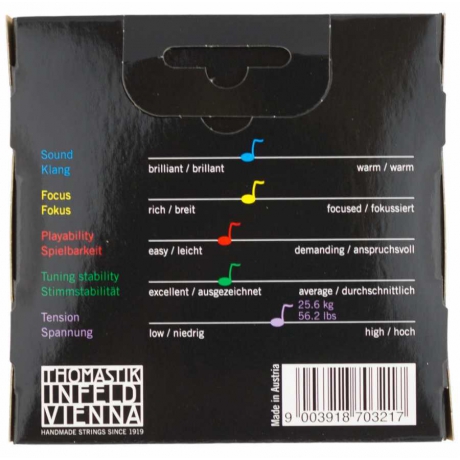 Sound
Klang
brilliant / brillant
warm / warm
Focus
Fokus
rich / breit
focused / fokussiert
Playability
Spielbarkeit
easy / leicht
demanding / anspruchsvoll
Tuning stability
Stimmstabilität
excellent / ausgezeichnet
average / durchschnittlich
Tension
Spannung
25.6 kg
56.2 lbs
low / niedrig
high / hoch
THOMASTIK
INFELD
VIENNA
HANDMADE STRINGS SINCE 1919
Made in Austria
9 003918 703217